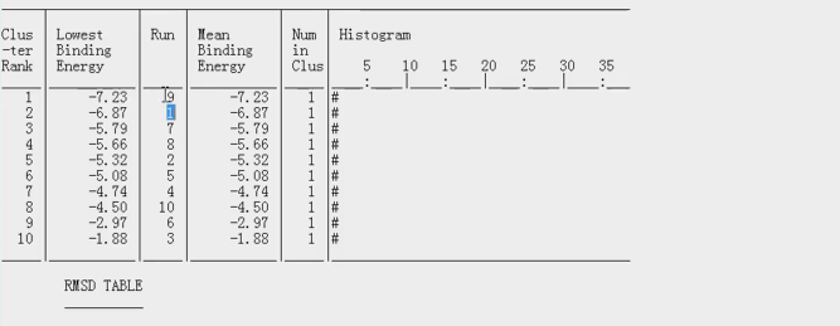 Clus Lowest Run Mean Num Histogram
-ter Binding Binding in
Rank Energy Energy Clus 5 10 15 20 25 30 35
1 -7.23 9 -7.23 1 #
2 -6.87 1 -6.87 1 #
3 -5.79 7 -5.79 1 #
4 -5.66 8 -5.66 1 #
5 -5.32 2 -5.32 1 #
6 -5.08 5 -5.08 1 #
7 -4.74 4 -4.74 1 #
8 -4.50 10 -4.50 1 #
9 -2.97 6 -2.97 1 #
10 -1.88 3 -1.88 1 #
RMSD TABLE